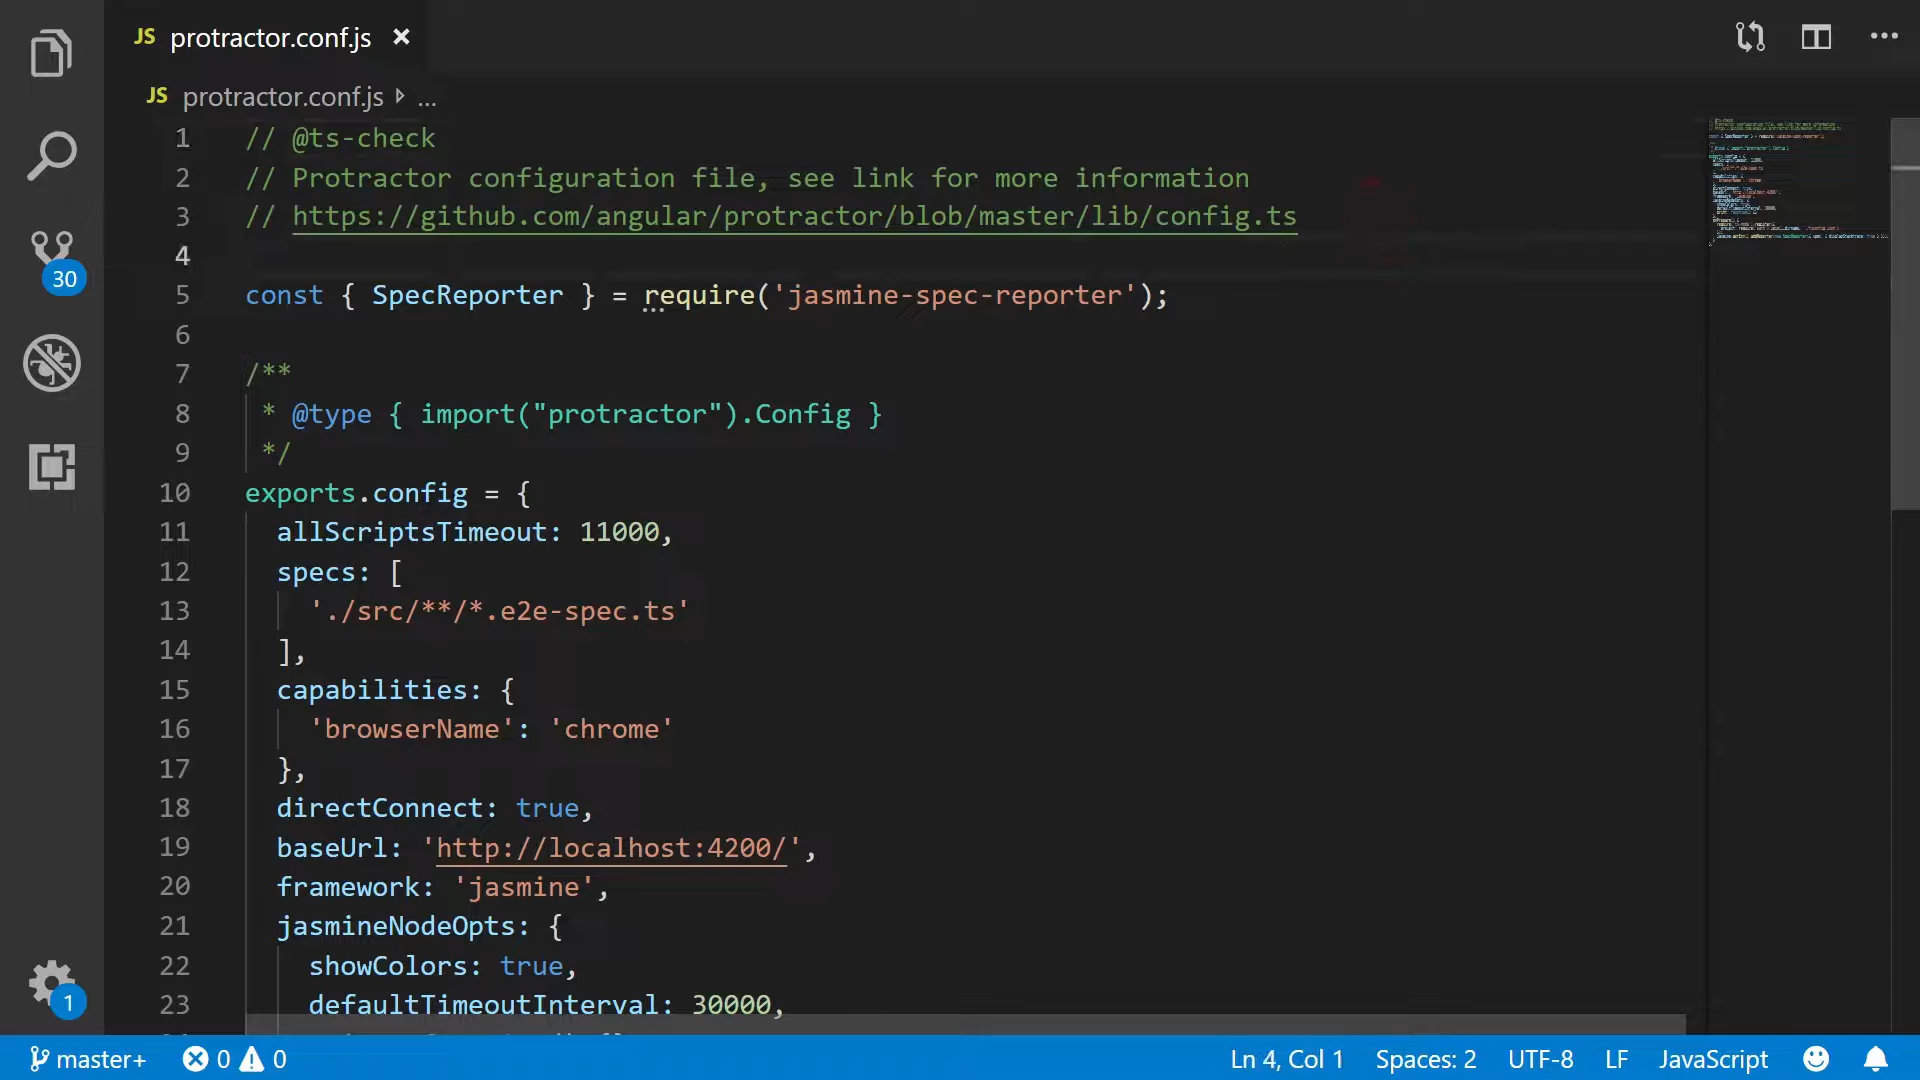 JS protractor.conf.js ×
JS protractor.conf.js ...
1 // @ts-check
2 // Protractor configuration file, see link for more information
3 // https://github.com/angular/protractor/blob/master/lib/config.ts
4
5 const { SpecReporter } = require('jasmine-spec-reporter');
6
7 /**
8 * @type { import("protractor").Config }
9 */
10 exports.config = {
11 allScriptsTimeout: 11000,
12 specs: [
13 './src/**/*.e2e-spec.ts'
14 ],
15 capabilities: {
16 'browserName': 'chrome'
17 },
18 directConnect: true,
19 baseUrl: 'http://localhost:4200/',
20 framework: 'jasmine',
21 jasmineNodeOpts: {
22 showColors: true,
23 defaultTimeoutInterval: 30000,
30
1
master+ 0 0 Ln 4, Col 1 Spaces: 2 UTF-8 LF JavaScript